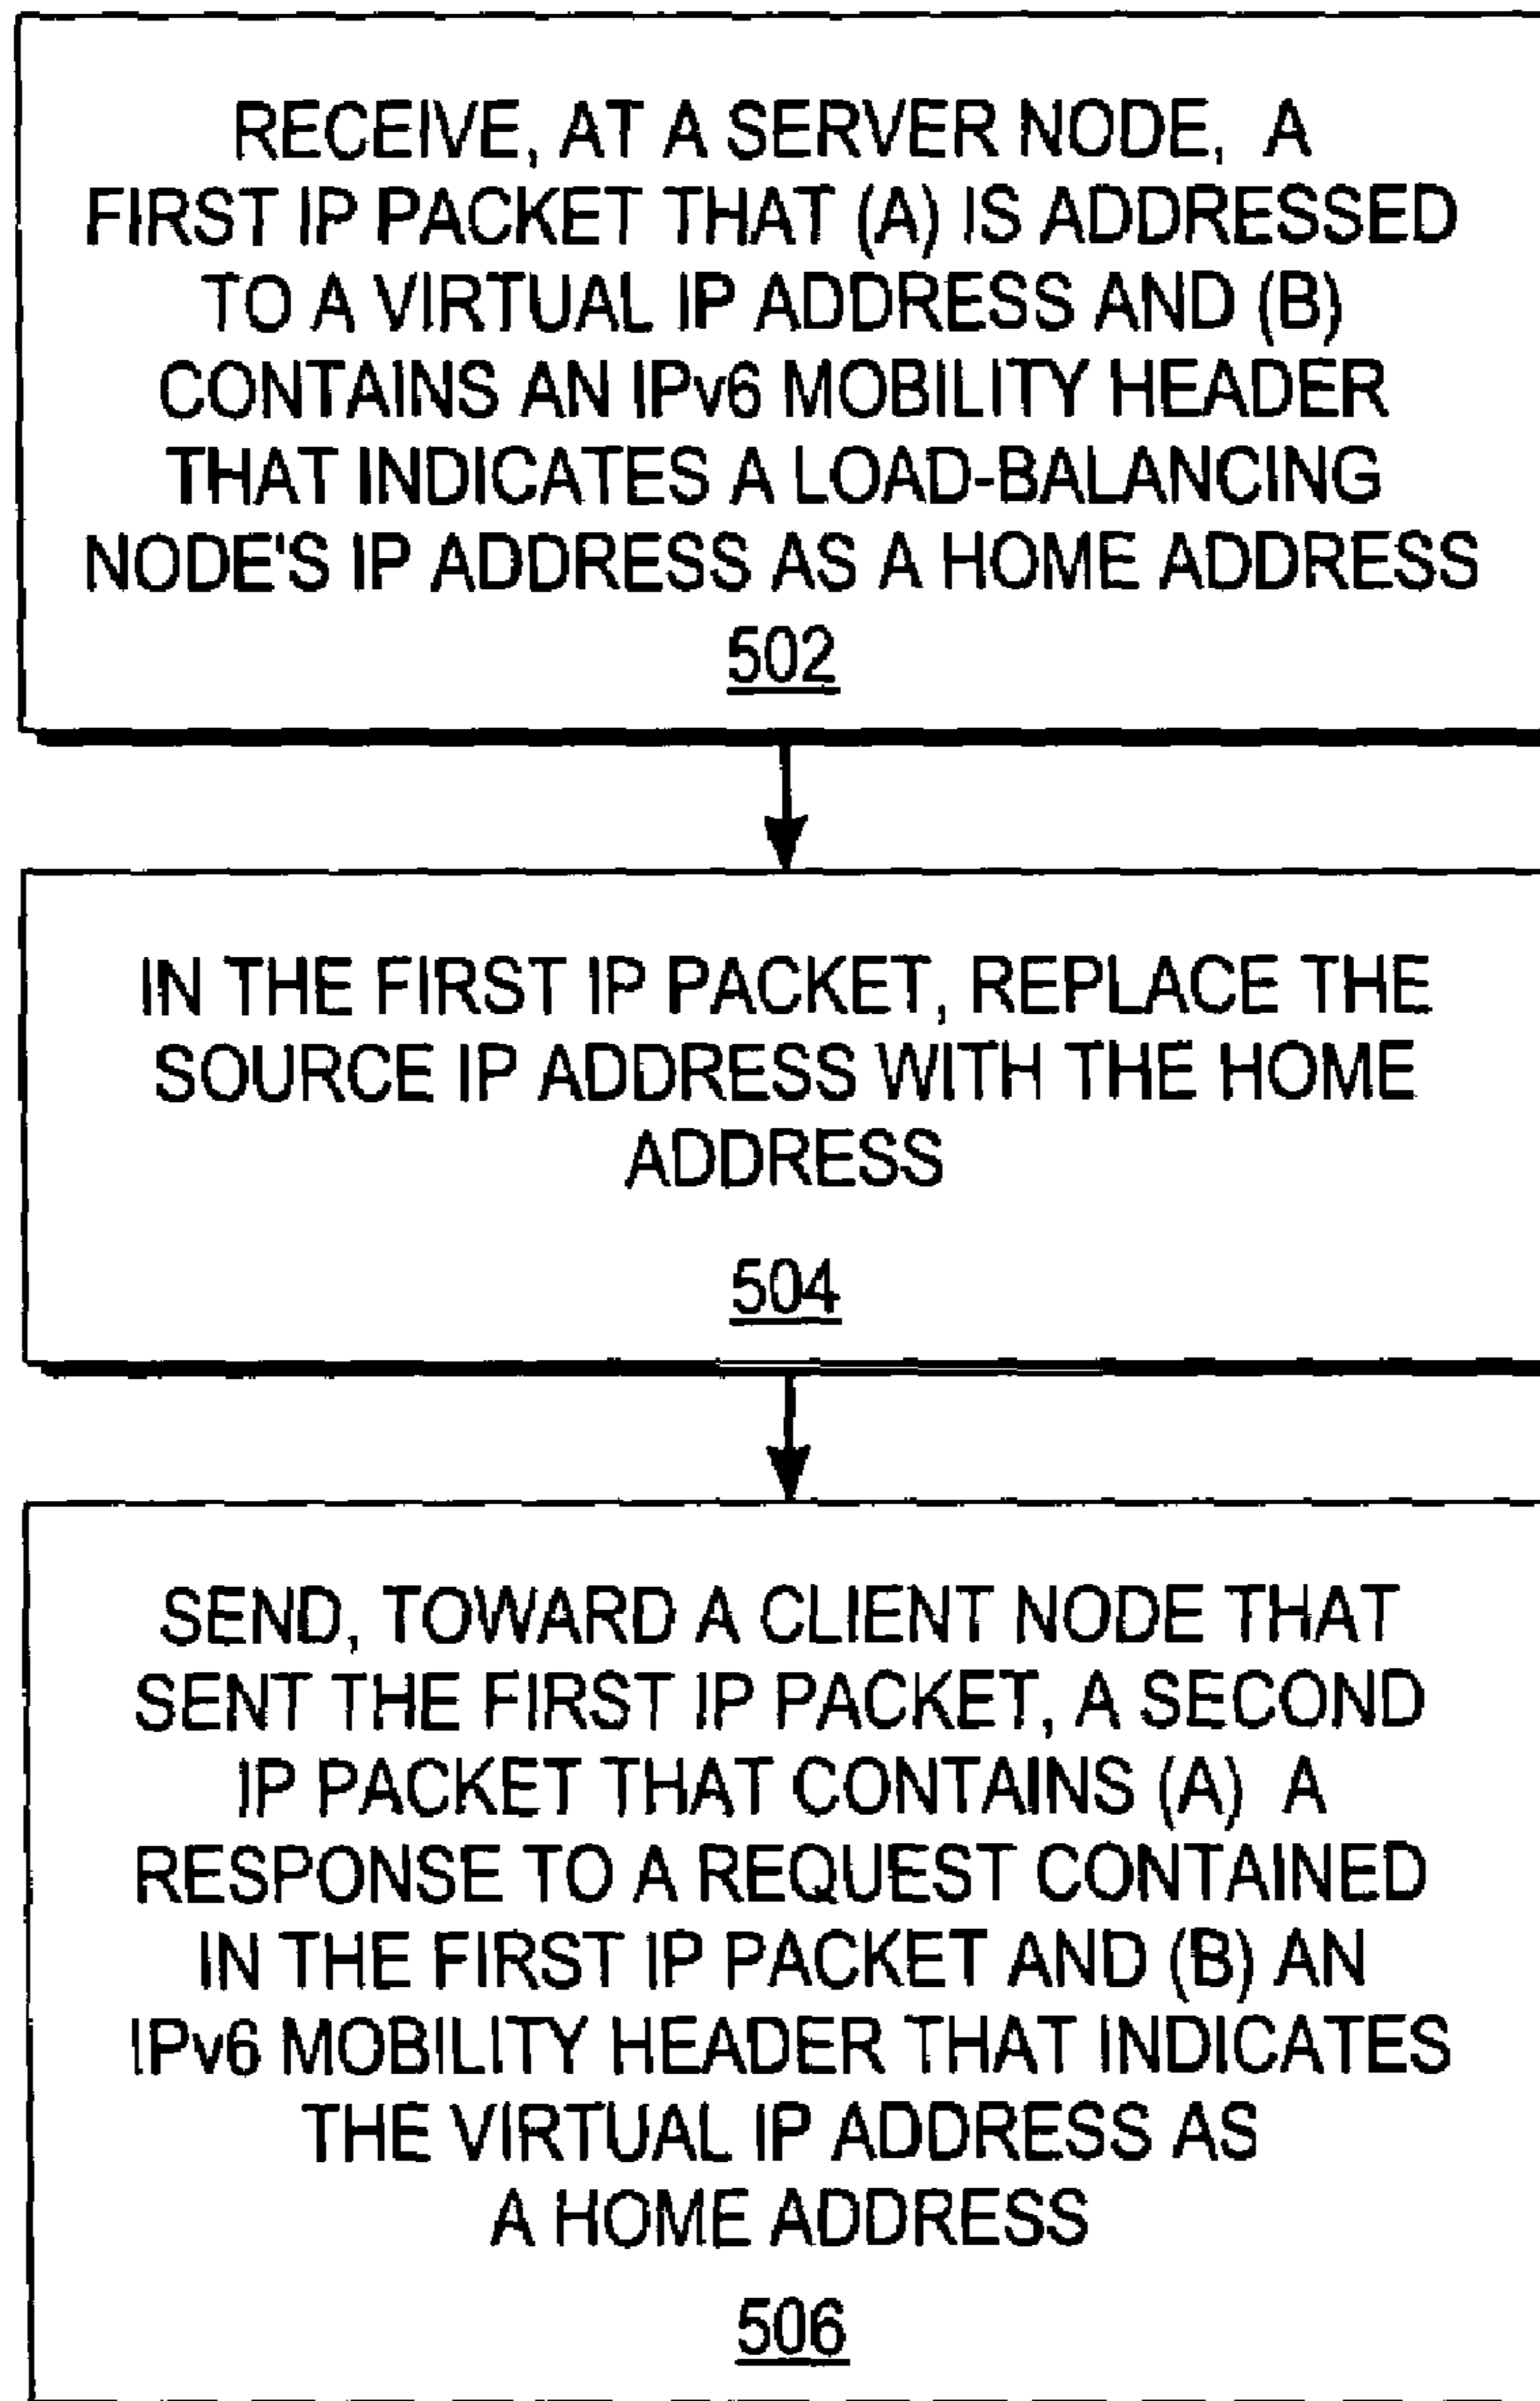 RECEIVE, AT A SERVER NODE, A
FIRST IP PACKET THAT (A) IS ADDRESSED
TO A VIRTUAL IP ADDRESS AND (B)
CONTAINS AN IPv6 MOBILITY HEADER
THAT INDICATES A LOAD-BALANCING
NODE'S IP ADDRESS AS A HOME ADDRESS
502
IN THE FIRST IP PACKET, REPLACE THE
SOURCE IP ADDRESS WITH THE HOME
ADDRESS
504
SEND, TOWARD A CLIENT NODE THAT
SENT THE FIRST IP PACKET, A SECOND
IP PACKET THAT CONTAINS (A) A
RESPONSE TO A REQUEST CONTAINED
IN THE FIRST IP PACKET AND (B) AN
IPv6 MOBILITY HEADER THAT INDICATES
THE VIRTUAL IP ADDRESS AS
A HOME ADDRESS
506